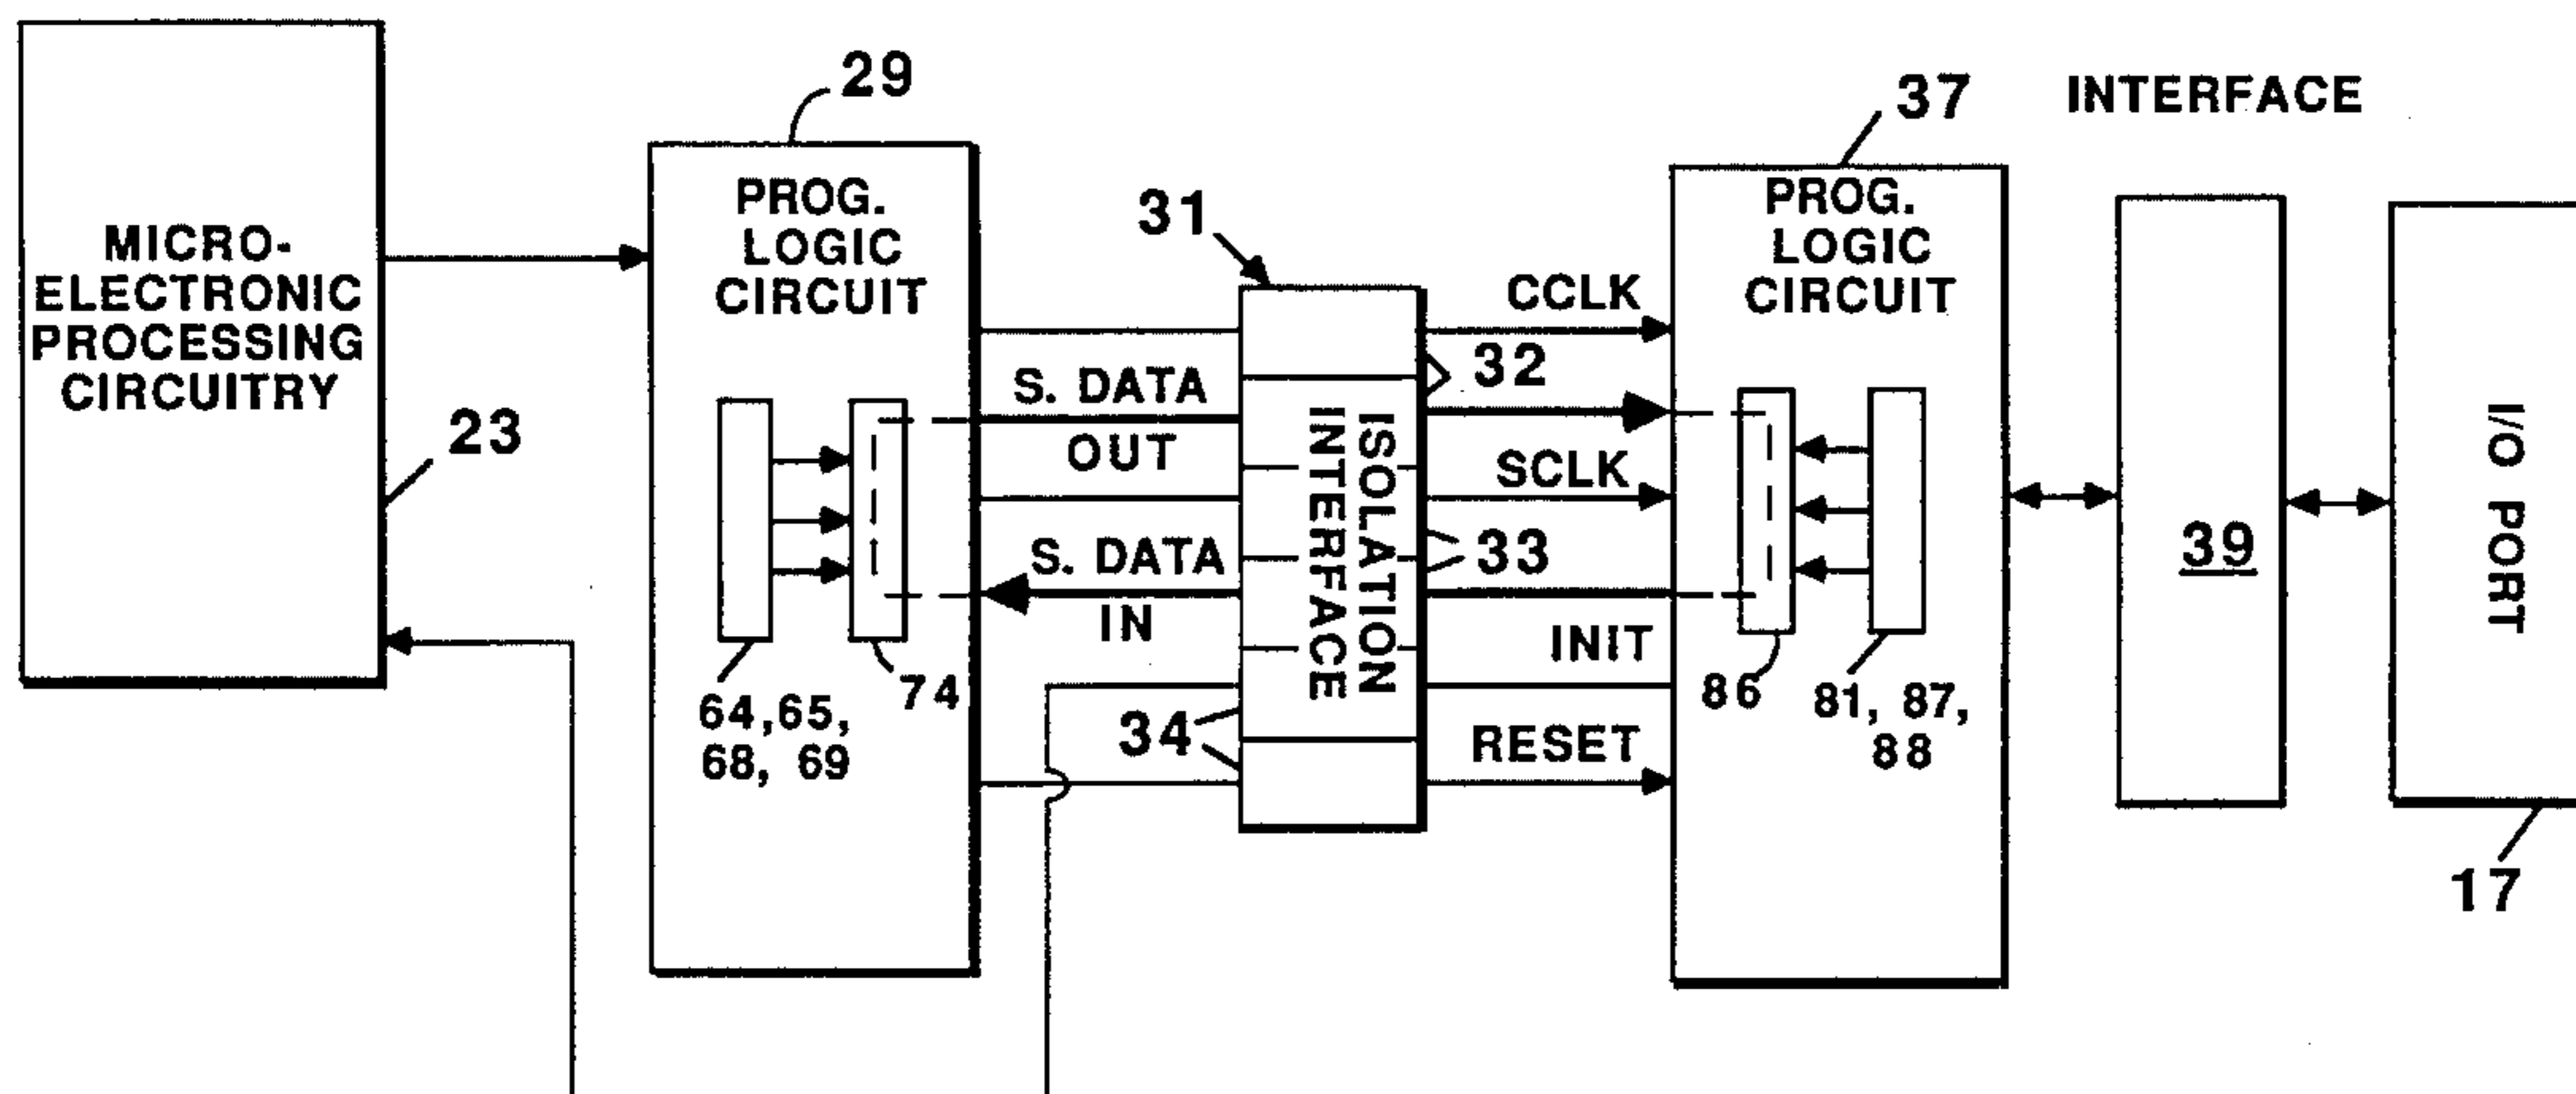 MICRO-
ELECTRONIC
PROCESSING
CIRCUITRY
23
29
PROG.
LOGIC
CIRCUIT
64,65,
68, 69
74
S. DATA
OUT
S. DATA
IN
31
ISOLATION
INTERFACE
32
33
34
CCLK
SCLK
INIT
RESET
37
PROG.
LOGIC
CIRCUIT
86
81, 87,
88
INTERFACE
39
I/O PORT
17